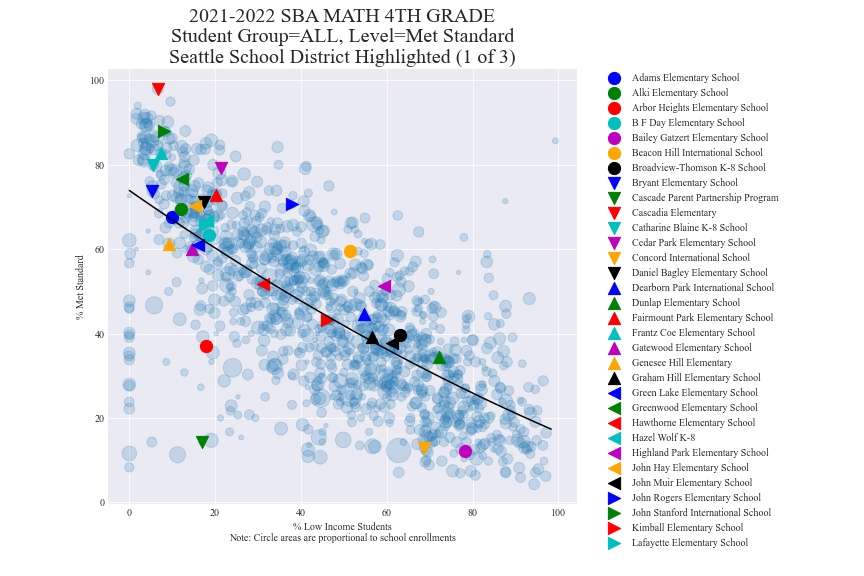 2021-2022 SBA MATH 4TH GRADE
Student Group=ALL, Level=Met Standard
Seattle School District Highlighted (1 of 3)
100
80
60
40
20
0
% Met Standard
0 20 40 60 80 100
% Low Income Students
Note: Circle areas are proportional to school enrollments
Adams Elementary School
Alki Elementary School
Arbor Heights Elementary School
B F Day Elementary School
Bailey Gatzert Elementary School
Beacon Hill International School
Broadview-Thomson K-8 School
Bryant Elementary School
Cascade Parent Partnership Program
Cascadia Elementary
Catharine Blaine K-8 School
Cedar Park Elementary School
Concord International School
Daniel Bagley Elementary School
Dearborn Park International School
Dunlap Elementary School
Fairmount Park Elementary School
Frantz Coe Elementary School
Gatewood Elementary School
Genesee Hill Elementary
Graham Hill Elementary School
Green Lake Elementary School
Greenwood Elementary School
Hawthorne Elementary School
Hazel Wolf K-8
Highland Park Elementary School
John Hay Elementary School
John Muir Elementary School
John Rogers Elementary School
John Stanford International School
Kimball Elementary School
Lafayette Elementary School